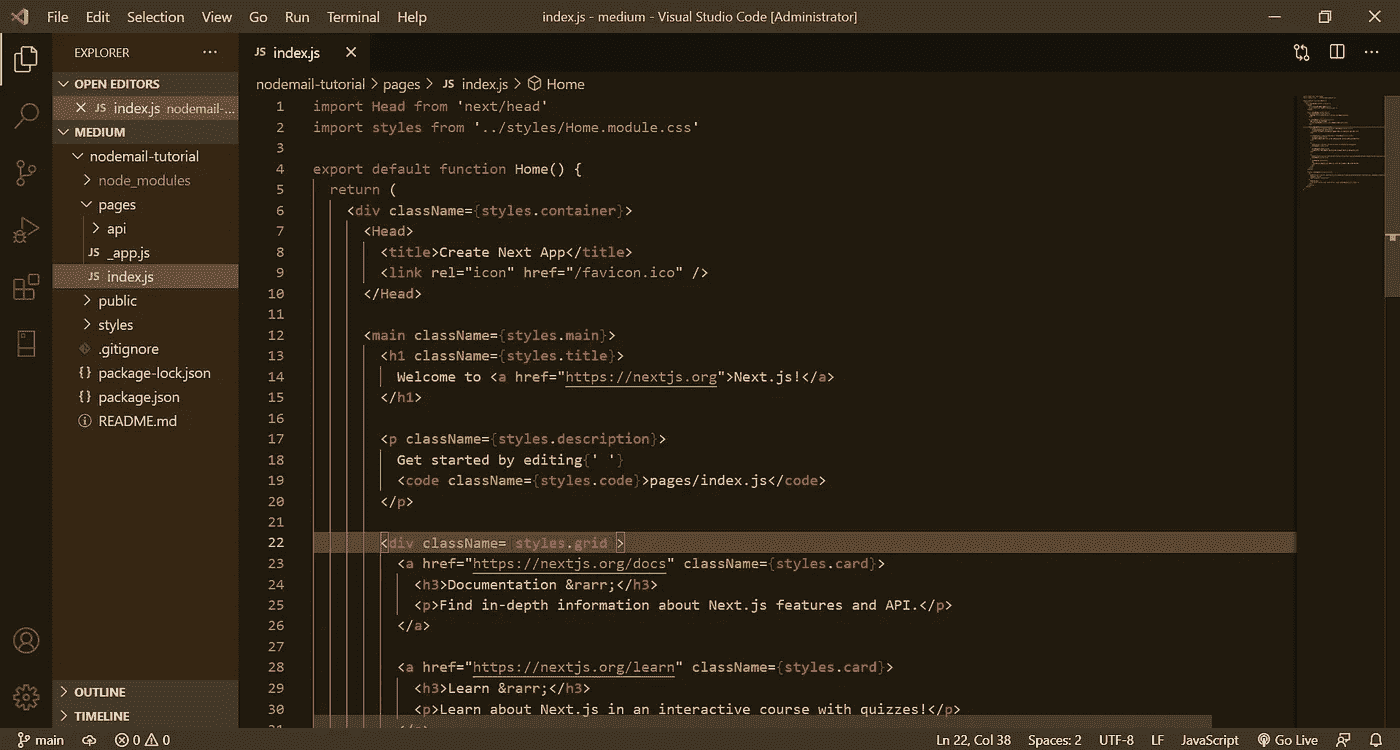 File Edit Selection View Go Run Terminal Help index.js - medium - Visual Studio Code [Administrator]
EXPLORER ···
OPEN EDITORS
JS index.js nodemail-...
MEDIUM
nodemail-tutorial
node_modules
pages
api
JS _app.js
JS index.js
public
styles
.gitignore
{} package-lock.json
{} package.json
README.md
OUTLINE
TIMELINE
JS index.js
nodemail-tutorial > pages > JS index.js > Home
1 import Head from 'next/head'
2 import styles from '../styles/Home.module.css'
3
4 export default function Home() {
5 return (
6 <div className={styles.container}>
7 <Head>
8 <title>Create Next App</title>
9 <link rel="icon" href="/favicon.ico" />
10 </Head>
11
12 <main className={styles.main}>
13 <h1 className={styles.title}>
14 Welcome to <a href="https://nextjs.org">Next.js!</a>
15 </h1>
16
17 <p className={styles.description}>
18 Get started by editing{' '}
19 <code className={styles.code}>pages/index.js</code>
20 </p>
21
22 <div className= styles.grid >
23 <a href="https://nextjs.org/docs" className={styles.card}>
24 <h3>Documentation &rarr;</h3>
25 <p>Find in-depth information about Next.js features and API.</p>
26 </a>
27
28 <a href="https://nextjs.org/learn" className={styles.card}>
29 <h3>Learn &rarr;</h3>
30 <p>Learn about Next.js in an interactive course with quizzes!</p>
main 0 0 Ln 22, Col 38 Spaces: 2 UTF-8 LF JavaScript Go Live